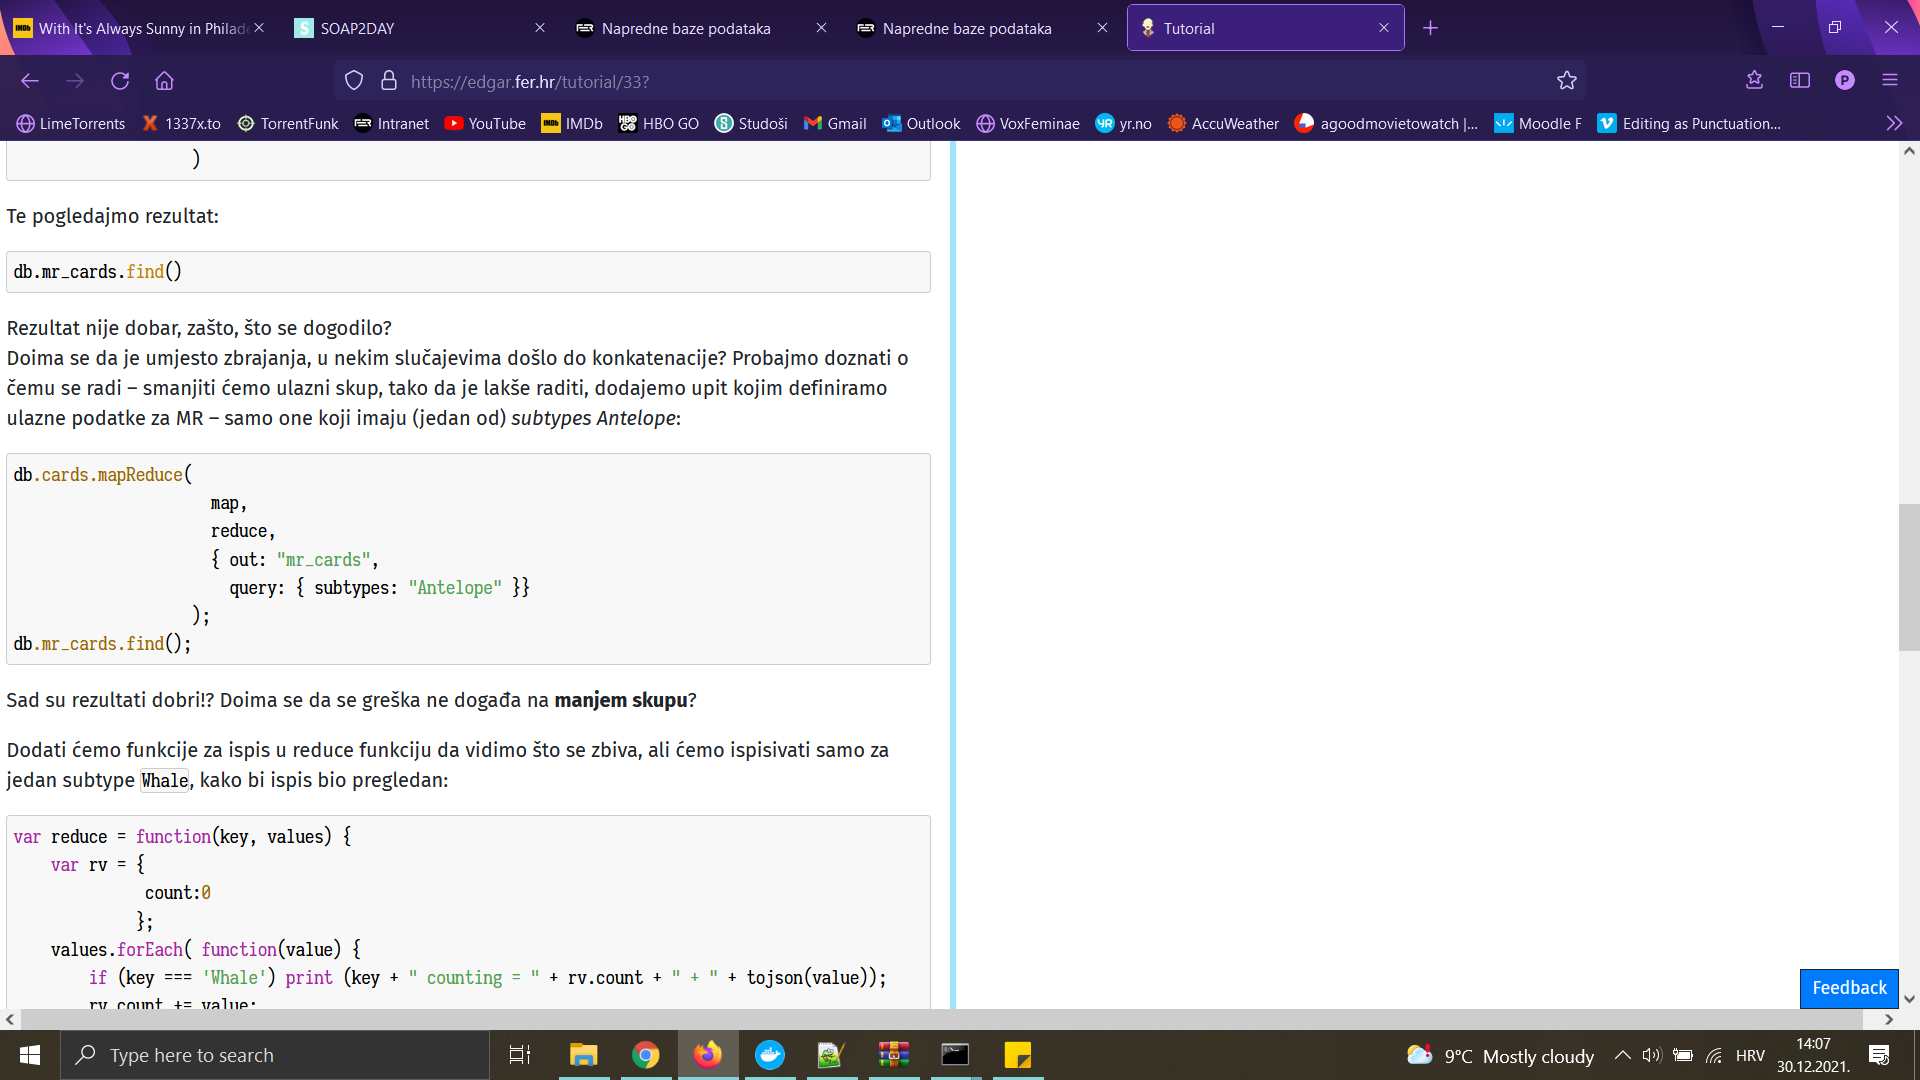 With It's Always Sunny in Philade
SOAP2DAY
Napredne baze podataka
Napredne baze podataka
Tutorial
https://edgar.fer.hr/tutorial/33?
LimeTorrents
1337x.to
TorrentFunk
Intranet
YouTube
IMDb
HBO GO
Studoši
Gmail
Outlook
VoxFeminae
yr.no
AccuWeather
agoodmovietowatch |...
Moodle F
Editing as Punctuation...
)
Te pogledajmo rezultat:
db.mr_cards.find()
Rezultat nije dobar, zašto, što se dogodilo?
Doima se da je umjesto zbrajanja, u nekim slučajevima došlo do konkatenacije? Probajmo doznati o
čemu se radi – smanjiti ćemo ulazni skup, tako da je lakše raditi, dodajemo upit kojim definiramo
ulazne podatke za MR – samo one koji imaju (jedan od) subtypes Antelope:
db.cards.mapReduce(
map,
reduce,
{ out: "mr_cards",
query: { subtypes: "Antelope" }}
);
db.mr_cards.find();
Sad su rezultati dobri!? Doima se da se greška ne događa na manjem skupu?
Dodati ćemo funkcije za ispis u reduce funkciju da vidimo što se zbiva, ali ćemo ispisivati samo za
jedan subtype Whale, kako bi ispis bio pregledan:
var reduce = function(key, values) {
var rv = {
count:0
};
values.forEach( function(value) {
if (key === 'Whale') print (key + " counting = " + rv.count + " + " + tojson(value));
rv.count += value;
Feedback
Type here to search
9°C Mostly cloudy
HRV
14:07
30.12.2021.